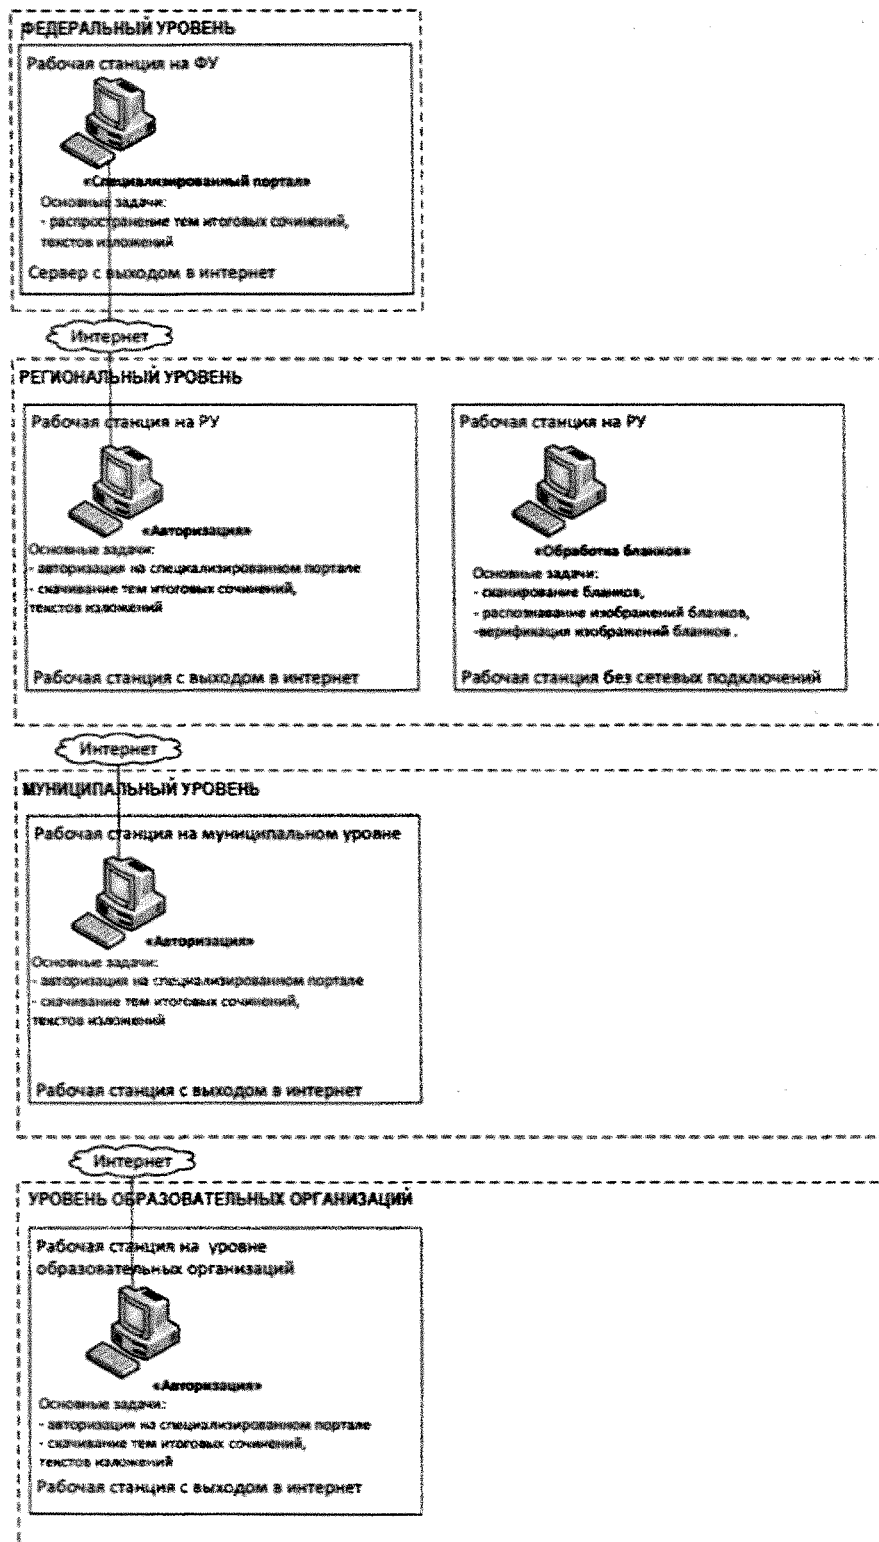 ФЕДЕРАЛЬНЫЙ УРОВЕНЬ
Рабочая станция на ФУ
«Специализированный портал»
Основные задачи:
- распространение тем итоговых сочинений,
текстов изложений
Сервер с выходом в интернет
Интернет
РЕГИОНАЛЬНЫЙ УРОВЕНЬ
Рабочая станция на РУ
«Авторизация»
Основные задачи:
- авторизация на специализированном портале
- скачивание тем итоговых сочинений,
текстов изложений
Рабочая станция с выходом в интернет
Рабочая станция на РУ
«Обработка бланков»
Основные задачи:
- сканирование бланков,
- распознавание изображений бланков,
-верификация изображений бланков .
Рабочая станция без сетевых подключений
Интернет
МУНИЦИПАЛЬНЫЙ УРОВЕНЬ
Рабочая станция на муниципальном уровне
«Авторизация»
Основные задачи:
- авторизация на специализированном портале
- скачивание тем итоговых сочинений,
текстов изложений
Рабочая станция с выходом в интернет
Интернет
УРОВЕНЬ ОБРАЗОВАТЕЛЬНЫХ ОРГАНИЗАЦИЙ
Рабочая станция на уровне
образовательных организаций
«Авторизация»
Основные задачи:
- авторизация на специализированном портале
- скачивание тем итоговых сочинений,
текстов изложений
Рабочая станция с выходом в интернет